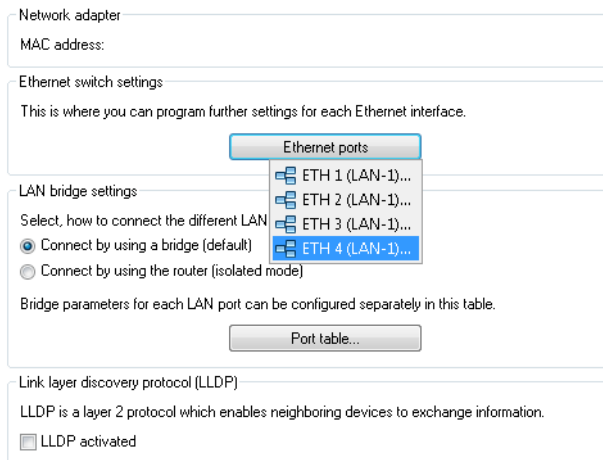 Network adapter
MAC address:
Ethernet switch settings
This is where you can program further settings for each Ethernet interface.
Ethernet ports
ETH 1 (LAN-1)...
ETH 2 (LAN-1)...
ETH 3 (LAN-1)...
ETH 4 (LAN-1)...
LAN bridge settings
Select, how to connect the different LAN
Connect by using a bridge (default)
Connect by using the router (isolated mode)
Bridge parameters for each LAN port can be configured separately in this table.
Port table...
Link layer discovery protocol (LLDP)
LLDP is a layer 2 protocol which enables neighboring devices to exchange information.
LLDP activated